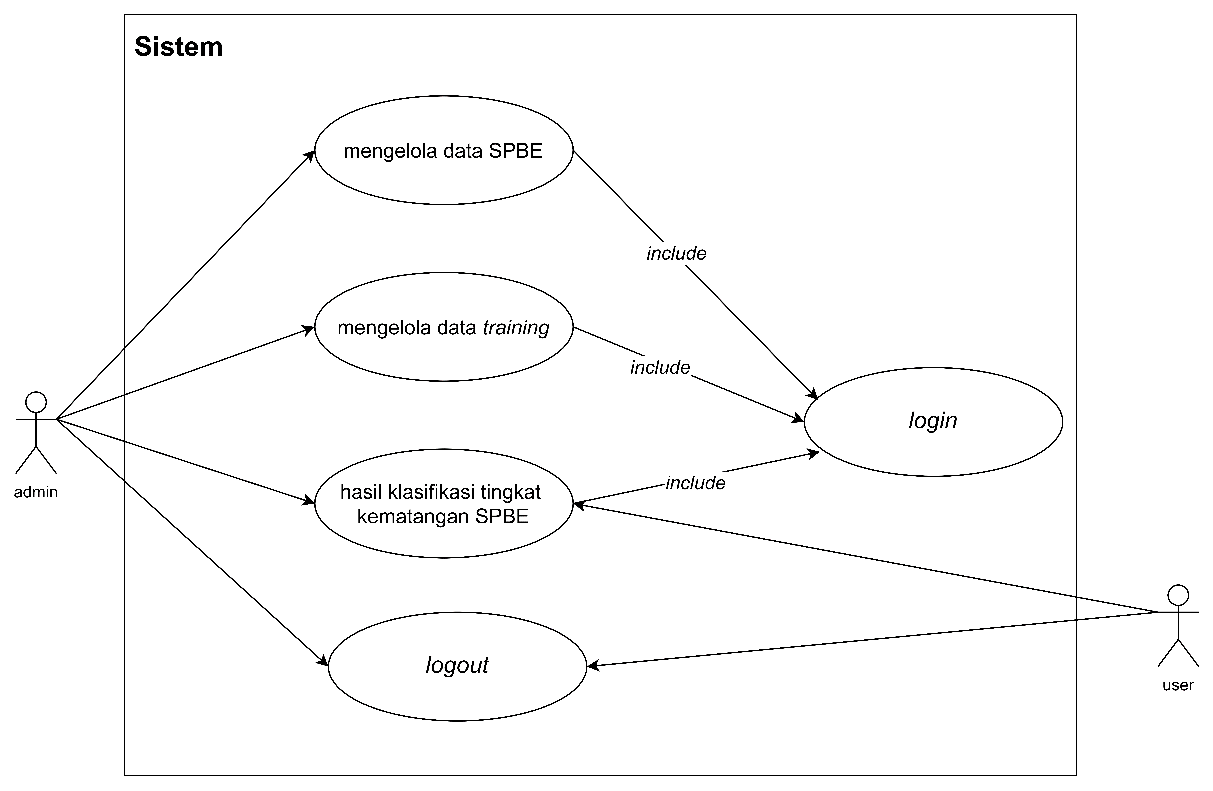 Sistem
mengelola data SPBE
include
mengelola data training
include
login
admin
hasil klasifikasi tingkat
kematangan SPBE
include
logout
user